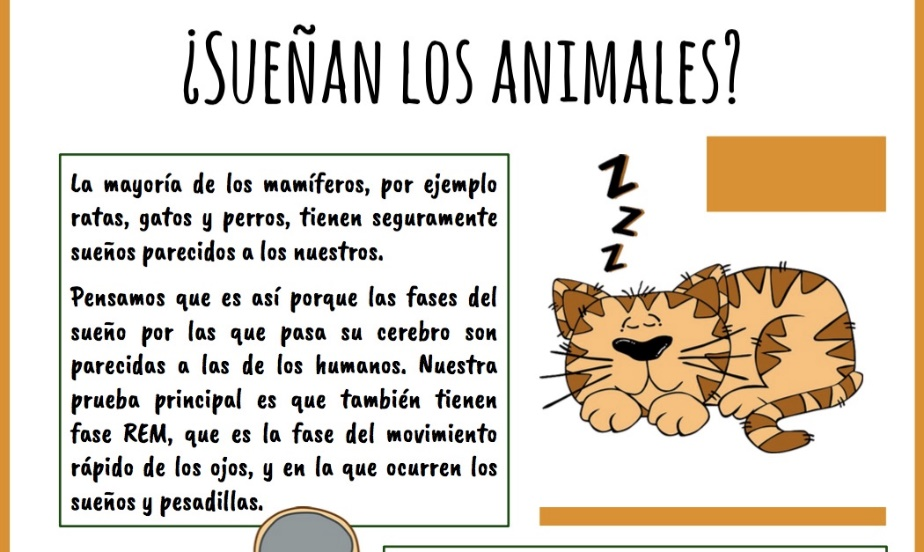 ¿SUEÑAN LOS ANIMALES?
La mayoría de los mamíferos, por ejemplo
ratas, gatos y perros, tienen seguramente
sueños parecidos a los nuestros.
Pensamos que es así porque las fases del
sueño por las que pasa su cerebro son
parecidas a las de los humanos. Nuestra
prueba principal es que también tienen
fase REM, que es la fase del movimiento
rápido de los ojos, y en la que ocurren los
sueños y pesadillas.
Z
Z
Z